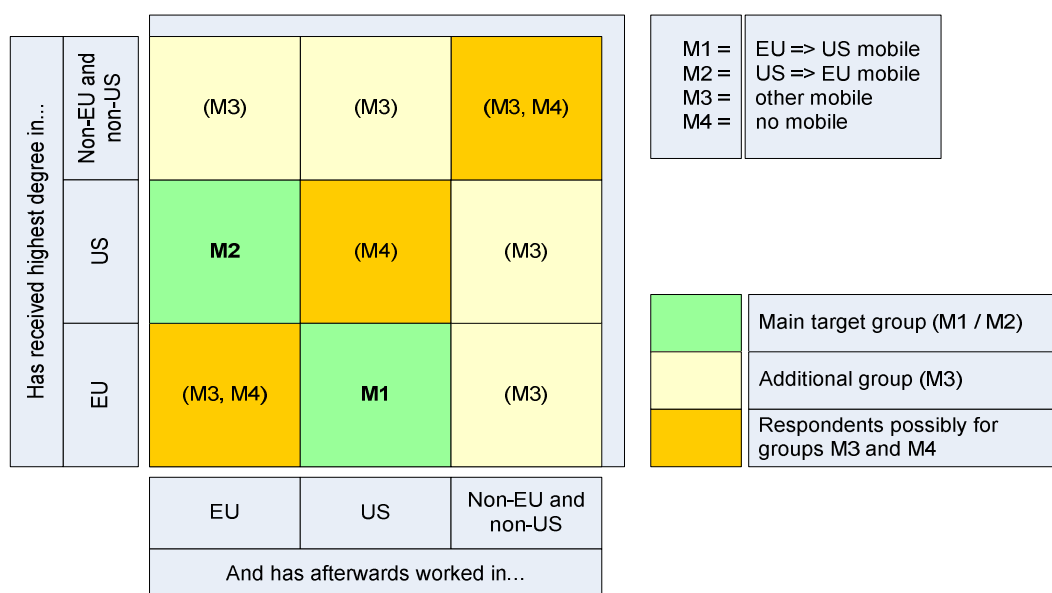 Has received highest degree in...
Non-EU and
non-US
US
EU
(M3)
(M3)
(M3, M4)
M2
(M4)
(M3)
(M3, M4)
M1
(M3)
EU
US
Non-EU and
non-US
And has afterwards worked in...
M1 = EU => US mobile
M2 = US => EU mobile
M3 = other mobile
M4 = no mobile
Main target group (M1 / M2)
Additional group (M3)
Respondents possibly for
groups M3 and M4